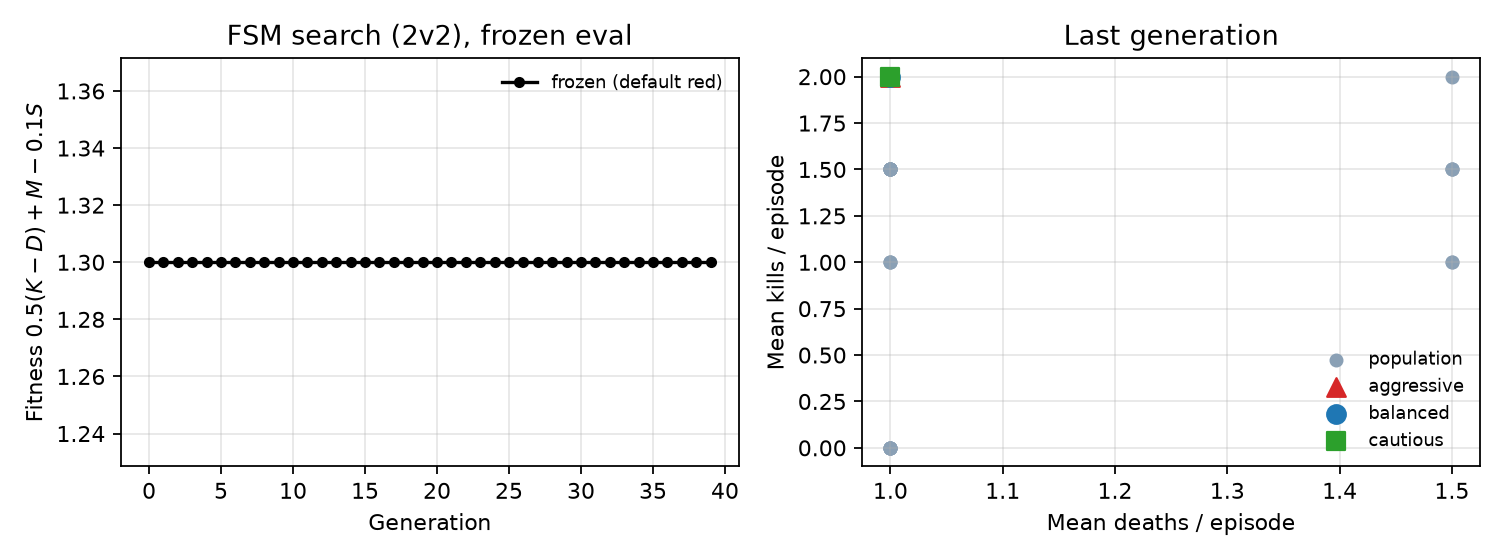 FSM search (2v2), frozen eval
Fitness 0.5(K − D) + M − 0.1S
1.36
1.34
1.32
1.30
1.28
1.26
1.24
frozen (default red)
0 5 10 15 20 25 30 35 40
Generation
Last generation
Mean kills / episode
2.00
1.75
1.50
1.25
1.00
0.75
0.50
0.25
0.00
population
aggressive
balanced
cautious
1.0 1.1 1.2 1.3 1.4 1.5
Mean deaths / episode